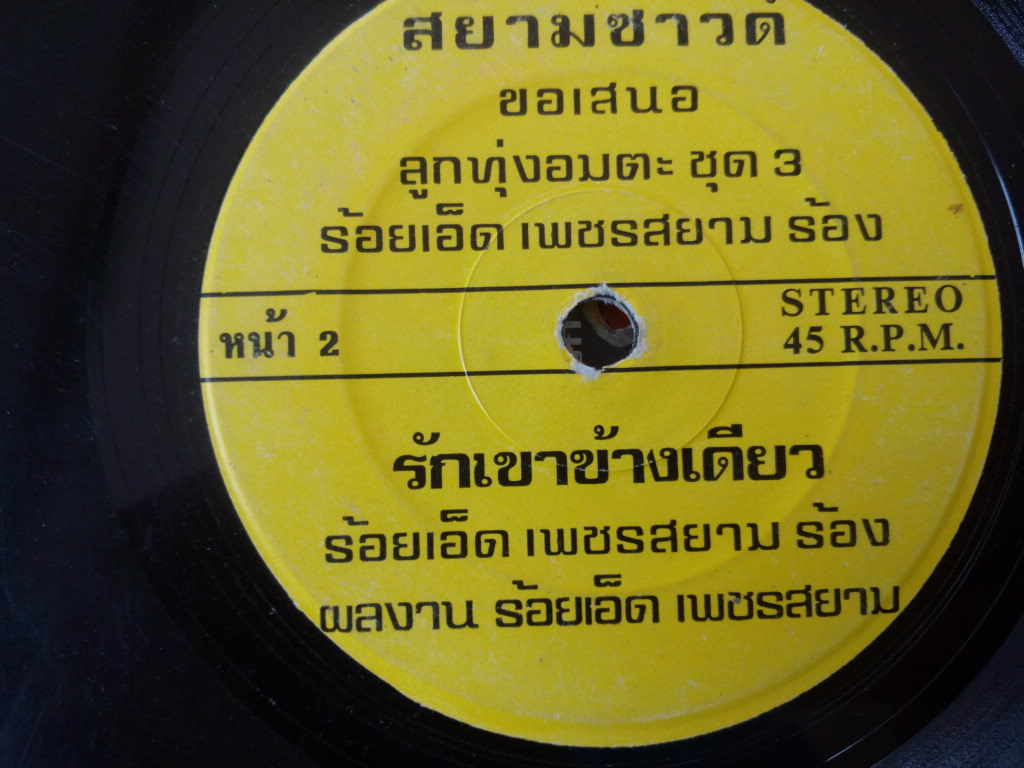 สยามซาวด์
ขอเสนอ
ลูกทุ่งอมตะ ชุด 3
ร้อยเอ็ด เพชรสยาม ร้อง
หน้า 2
STEREO
45 R.P.M.
รักเขาข้างเดียว
ร้อยเอ็ด เพชรสยาม ร้อง
ผลงาน ร้อยเอ็ด เพชรสยาม